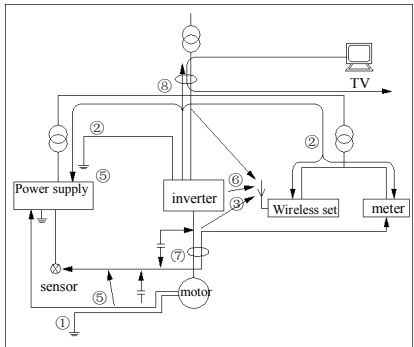 TV
⑧
②
②
Power supply
⑤
inverter
⑥
③
Wireless set
meter
⑦
sensor
⑤
motor
①